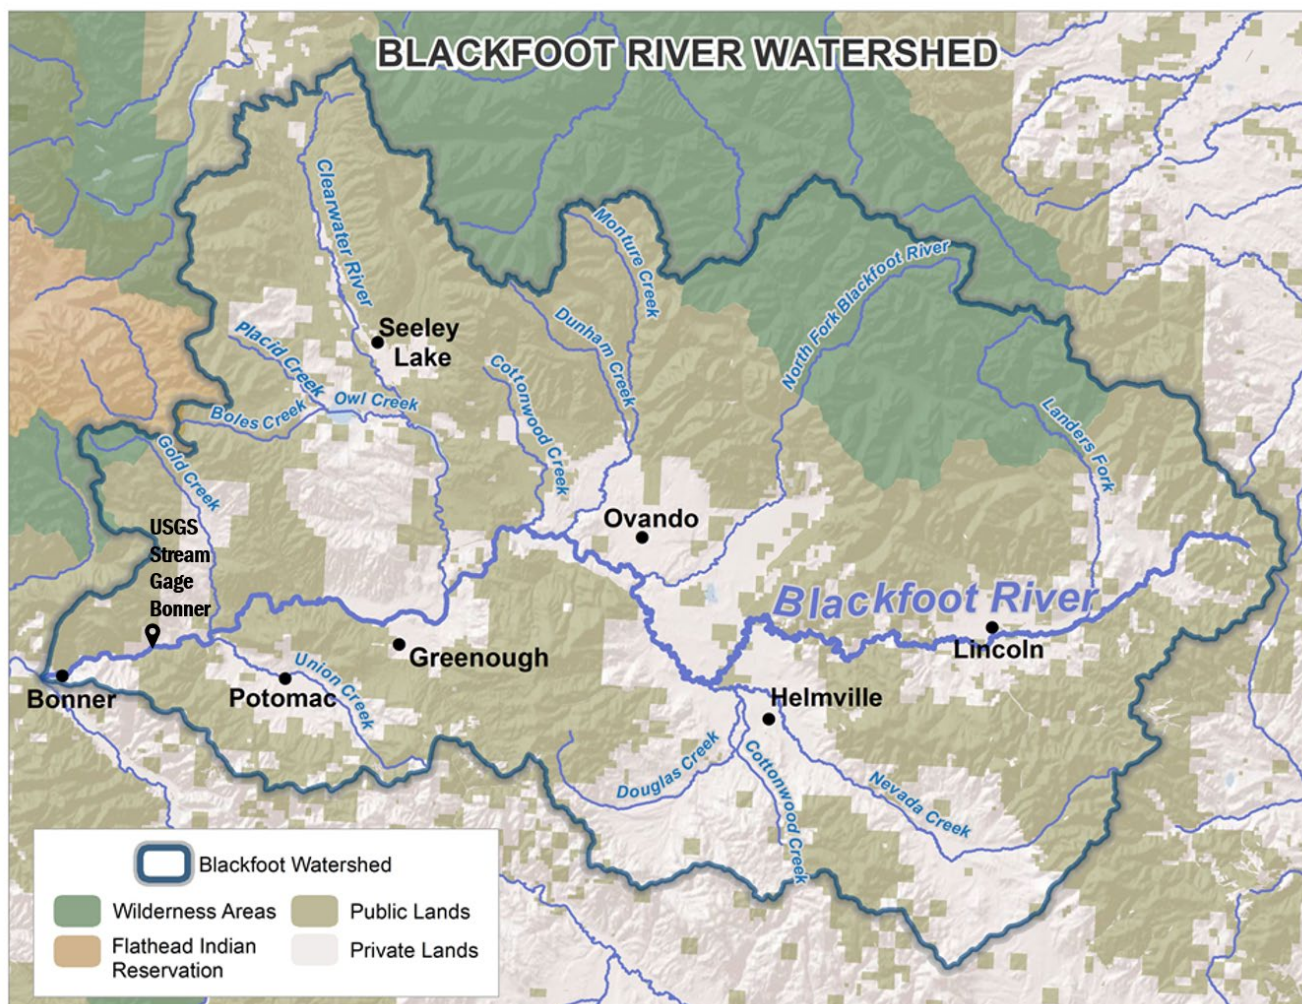 BLACKFOOT RIVER WATERSHED
Clearwater River
Monture Creek
North Fork Blackfoot River
Dunham Creek
Seeley
Lake
Placid Creek
Cottonwood Creek
Owl Creek
Boles Creek
Landers Fork
Gold Creek
USGS
Stream
Gage
Bonner
Ovando
Blackfoot River
Lincoln
Greenough
Union Creek
Bonner
Potomac
Helmville
Douglas Creek
Cottonwood Creek
Nevada Creek
Blackfoot Watershed
Wilderness Areas
Public Lands
Flathead Indian
Reservation
Private Lands